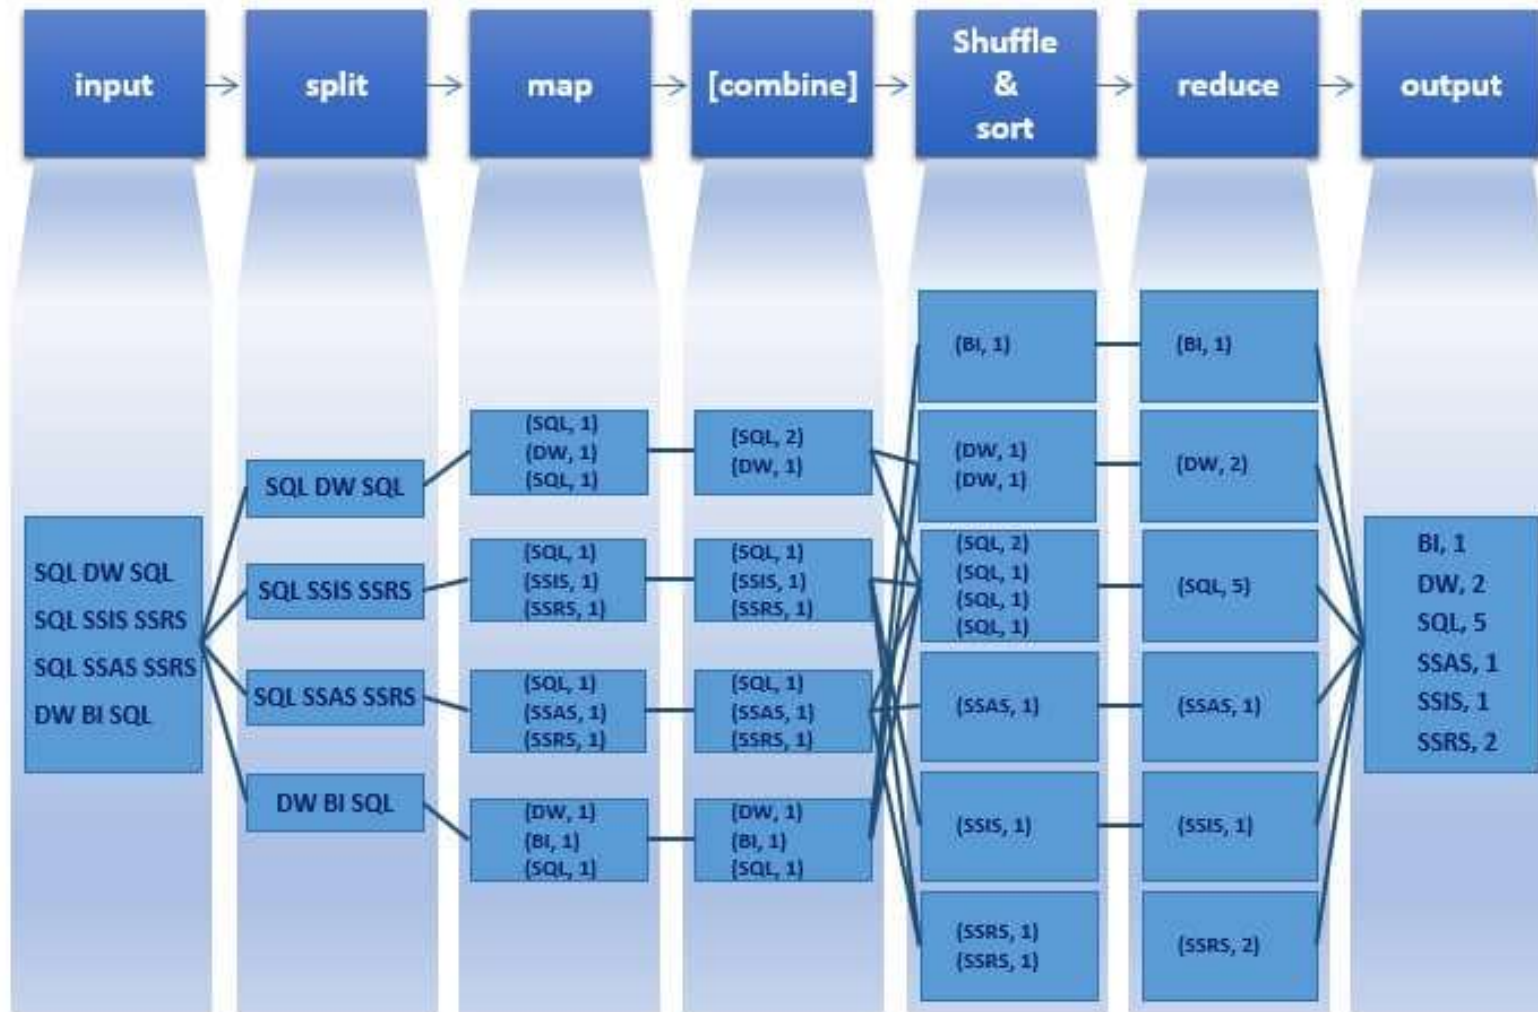 input
split
map
[combine]
Shuffle
&
sort
reduce
output
SQL DW SQL
SQL SSIS SSRS
SQL SSAS SSRS
DW BI SQL
SQL DW SQL
SQL SSIS SSRS
SQL SSAS SSRS
DW BI SQL
(SQL, 1)
(DW, 1)
(SQL, 1)
(SQL, 1)
(SSIS, 1)
(SSRS, 1)
(SQL, 1)
(SSAS, 1)
(SSRS, 1)
(DW, 1)
(BI, 1)
(SQL, 1)
(SQL, 2)
(DW, 1)
(SQL, 1)
(SSIS, 1)
(SSRS, 1)
(SQL, 1)
(SSAS, 1)
(SSRS, 1)
(DW, 1)
(BI, 1)
(SQL, 1)
(BI, 1)
(DW, 1)
(DW, 1)
(SQL, 2)
(SQL, 1)
(SQL, 1)
(SQL, 1)
(SSAS, 1)
(SSIS, 1)
(SSRS, 1)
(SSRS, 1)
(BI, 1)
(DW, 2)
(SQL, 5)
(SSAS, 1)
(SSIS, 1)
(SSRS, 2)
BI, 1
DW, 2
SQL, 5
SSAS, 1
SSIS, 1
SSRS, 2